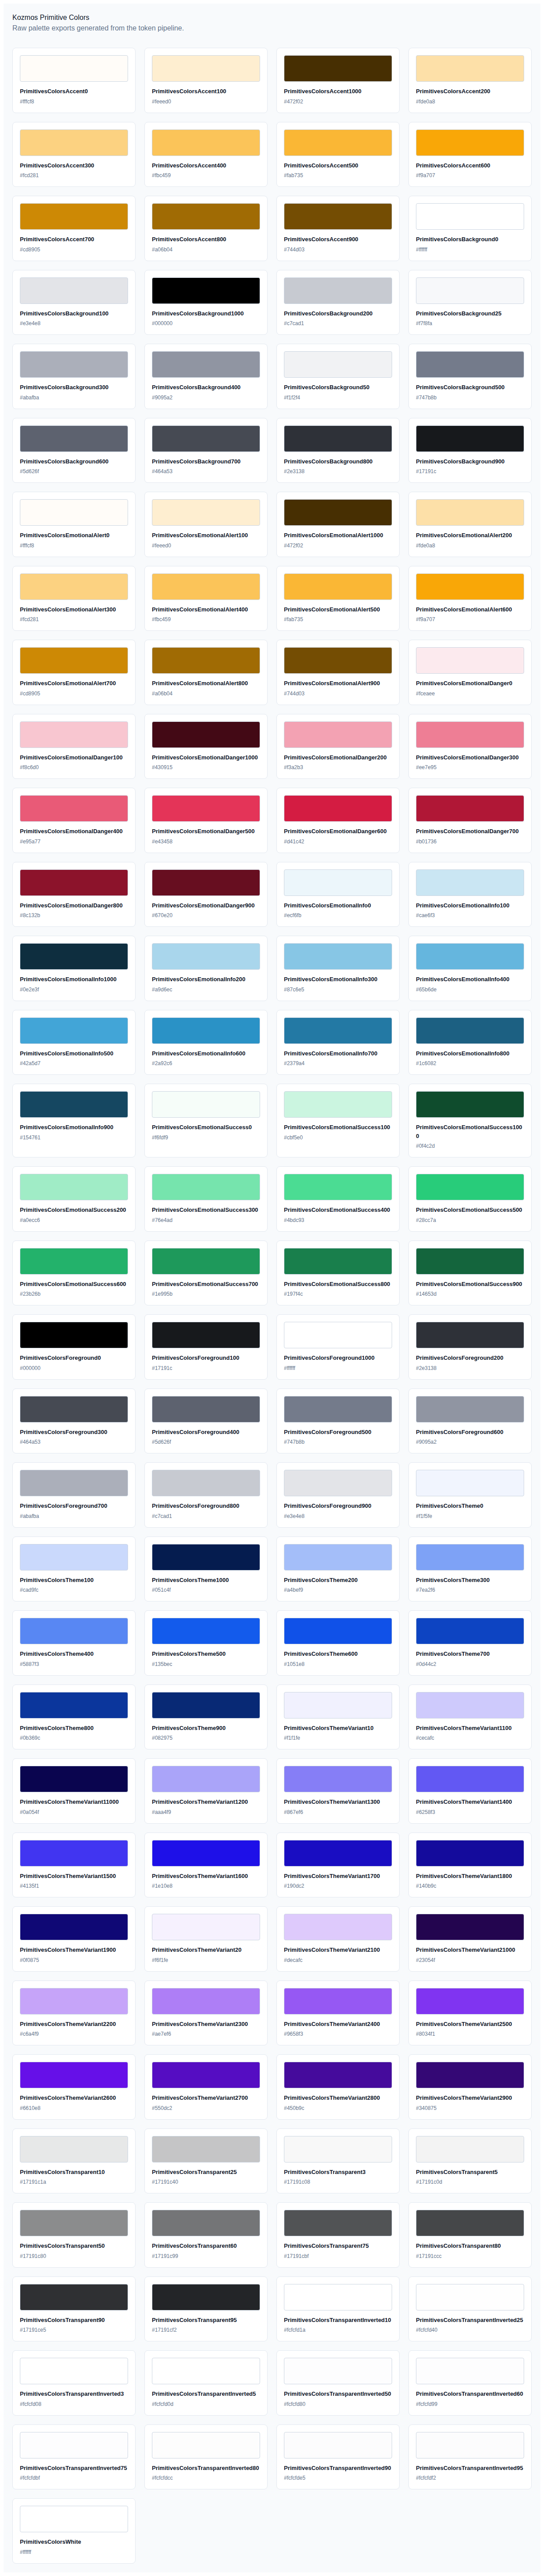 Kozmos Primitive Colors
Raw palette exports generated from the token pipeline.
PrimitivesColorsAccent0
#fffcf8
PrimitivesColorsAccent100
#feeed0
PrimitivesColorsAccent1000
#472f02
PrimitivesColorsAccent200
#fde0a8
PrimitivesColorsAccent300
#fcd281
PrimitivesColorsAccent400
#fbc459
PrimitivesColorsAccent500
#fab735
PrimitivesColorsAccent600
#f9a707
PrimitivesColorsAccent700
#cd8905
PrimitivesColorsAccent800
#a06b04
PrimitivesColorsAccent900
#744d03
PrimitivesColorsBackground0
#ffffff
PrimitivesColorsBackground100
#e3e4e8
PrimitivesColorsBackground1000
#000000
PrimitivesColorsBackground200
#c7cad1
PrimitivesColorsBackground25
#f7f8fa
PrimitivesColorsBackground300
#abafba
PrimitivesColorsBackground400
#9095a2
PrimitivesColorsBackground50
#f1f2f4
PrimitivesColorsBackground500
#747b8b
PrimitivesColorsBackground600
#5d626f
PrimitivesColorsBackground700
#464a53
PrimitivesColorsBackground800
#2e3138
PrimitivesColorsBackground900
#17191c
PrimitivesColorsEmotionalAlert0
#fffcf8
PrimitivesColorsEmotionalAlert100
#feeed0
PrimitivesColorsEmotionalAlert1000
#472f02
PrimitivesColorsEmotionalAlert200
#fde0a8
PrimitivesColorsEmotionalAlert300
#fcd281
PrimitivesColorsEmotionalAlert400
#fbc459
PrimitivesColorsEmotionalAlert500
#fab735
PrimitivesColorsEmotionalAlert600
#f9a707
PrimitivesColorsEmotionalAlert700
#cd8905
PrimitivesColorsEmotionalAlert800
#a06b04
PrimitivesColorsEmotionalAlert900
#744d03
PrimitivesColorsEmotionalDanger0
#fceaee
PrimitivesColorsEmotionalDanger100
#f8c6d0
PrimitivesColorsEmotionalDanger1000
#430915
PrimitivesColorsEmotionalDanger200
#f3a2b3
PrimitivesColorsEmotionalDanger300
#ee7e95
PrimitivesColorsEmotionalDanger400
#e95a77
PrimitivesColorsEmotionalDanger500
#e43458
PrimitivesColorsEmotionalDanger600
#d41c42
PrimitivesColorsEmotionalDanger700
#b01736
PrimitivesColorsEmotionalDanger800
#8c132b
PrimitivesColorsEmotionalDanger900
#670e20
PrimitivesColorsEmotionalInfo0
#ecf6fb
PrimitivesColorsEmotionalInfo100
#cae6f3
PrimitivesColorsEmotionalInfo1000
#0e2e3f
PrimitivesColorsEmotionalInfo200
#a9d6ec
PrimitivesColorsEmotionalInfo300
#87c6e5
PrimitivesColorsEmotionalInfo400
#65b6de
PrimitivesColorsEmotionalInfo500
#42a5d7
PrimitivesColorsEmotionalInfo600
#2a92c6
PrimitivesColorsEmotionalInfo700
#2379a4
PrimitivesColorsEmotionalInfo800
#1c6082
PrimitivesColorsEmotionalInfo900
#154761
PrimitivesColorsEmotionalSuccess0
#f6fdf9
PrimitivesColorsEmotionalSuccess100
#cbf5e0
PrimitivesColorsEmotionalSuccess100
0
#0f4c2d
PrimitivesColorsEmotionalSuccess200
#a0ecc6
PrimitivesColorsEmotionalSuccess300
#76e4ad
PrimitivesColorsEmotionalSuccess400
#4bdc93
PrimitivesColorsEmotionalSuccess500
#28cc7a
PrimitivesColorsEmotionalSuccess600
#23b26b
PrimitivesColorsEmotionalSuccess700
#1e995b
PrimitivesColorsEmotionalSuccess800
#197f4c
PrimitivesColorsEmotionalSuccess900
#14653d
PrimitivesColorsForeground0
#000000
PrimitivesColorsForeground100
#17191c
PrimitivesColorsForeground1000
#ffffff
PrimitivesColorsForeground200
#2e3138
PrimitivesColorsForeground300
#464a53
PrimitivesColorsForeground400
#5d626f
PrimitivesColorsForeground500
#747b8b
PrimitivesColorsForeground600
#9095a2
PrimitivesColorsForeground700
#abafba
PrimitivesColorsForeground800
#c7cad1
PrimitivesColorsForeground900
#e3e4e8
PrimitivesColorsTheme0
#f1f5fe
PrimitivesColorsTheme100
#cad9fc
PrimitivesColorsTheme1000
#051c4f
PrimitivesColorsTheme200
#a4bef9
PrimitivesColorsTheme300
#7ea2f6
PrimitivesColorsTheme400
#5887f3
PrimitivesColorsTheme500
#135bec
PrimitivesColorsTheme600
#1051e8
PrimitivesColorsTheme700
#0d44c2
PrimitivesColorsTheme800
#0b369c
PrimitivesColorsTheme900
#082975
PrimitivesColorsThemeVariant10
#f1f1fe
PrimitivesColorsThemeVariant1100
#cecafc
PrimitivesColorsThemeVariant11000
#0a054f
PrimitivesColorsThemeVariant1200
#aaa4f9
PrimitivesColorsThemeVariant1300
#867ef6
PrimitivesColorsThemeVariant1400
#6258f3
PrimitivesColorsThemeVariant1500
#4135f1
PrimitivesColorsThemeVariant1600
#1e10e8
PrimitivesColorsThemeVariant1700
#190dc2
PrimitivesColorsThemeVariant1800
#140b9c
PrimitivesColorsThemeVariant1900
#0f0875
PrimitivesColorsThemeVariant20
#f6f1fe
PrimitivesColorsThemeVariant2100
#decafc
PrimitivesColorsThemeVariant21000
#23054f
PrimitivesColorsThemeVariant2200
#c6a4f9
PrimitivesColorsThemeVariant2300
#ae7ef6
PrimitivesColorsThemeVariant2400
#9658f3
PrimitivesColorsThemeVariant2500
#8034f1
PrimitivesColorsThemeVariant2600
#6610e8
PrimitivesColorsThemeVariant2700
#550dc2
PrimitivesColorsThemeVariant2800
#450b9c
PrimitivesColorsThemeVariant2900
#340875
PrimitivesColorsTransparent10
#17191c1a
PrimitivesColorsTransparent25
#17191c40
PrimitivesColorsTransparent3
#17191c08
PrimitivesColorsTransparent5
#17191c0d
PrimitivesColorsTransparent50
#17191c80
PrimitivesColorsTransparent60
#17191c99
PrimitivesColorsTransparent75
#17191cbf
PrimitivesColorsTransparent80
#17191ccc
PrimitivesColorsTransparent90
#17191ce5
PrimitivesColorsTransparent95
#17191cf2
PrimitivesColorsTransparentInverted10
#fcfcfd1a
PrimitivesColorsTransparentInverted25
#fcfcfd40
PrimitivesColorsTransparentInverted3
#fcfcfd08
PrimitivesColorsTransparentInverted5
#fcfcfd0d
PrimitivesColorsTransparentInverted50
#fcfcfd80
PrimitivesColorsTransparentInverted60
#fcfcfd99
PrimitivesColorsTransparentInverted75
#fcfcfdbf
PrimitivesColorsTransparentInverted80
#fcfcfdcc
PrimitivesColorsTransparentInverted90
#fcfcfde5
PrimitivesColorsTransparentInverted95
#fcfcfdf2
PrimitivesColorsWhite
#ffffff